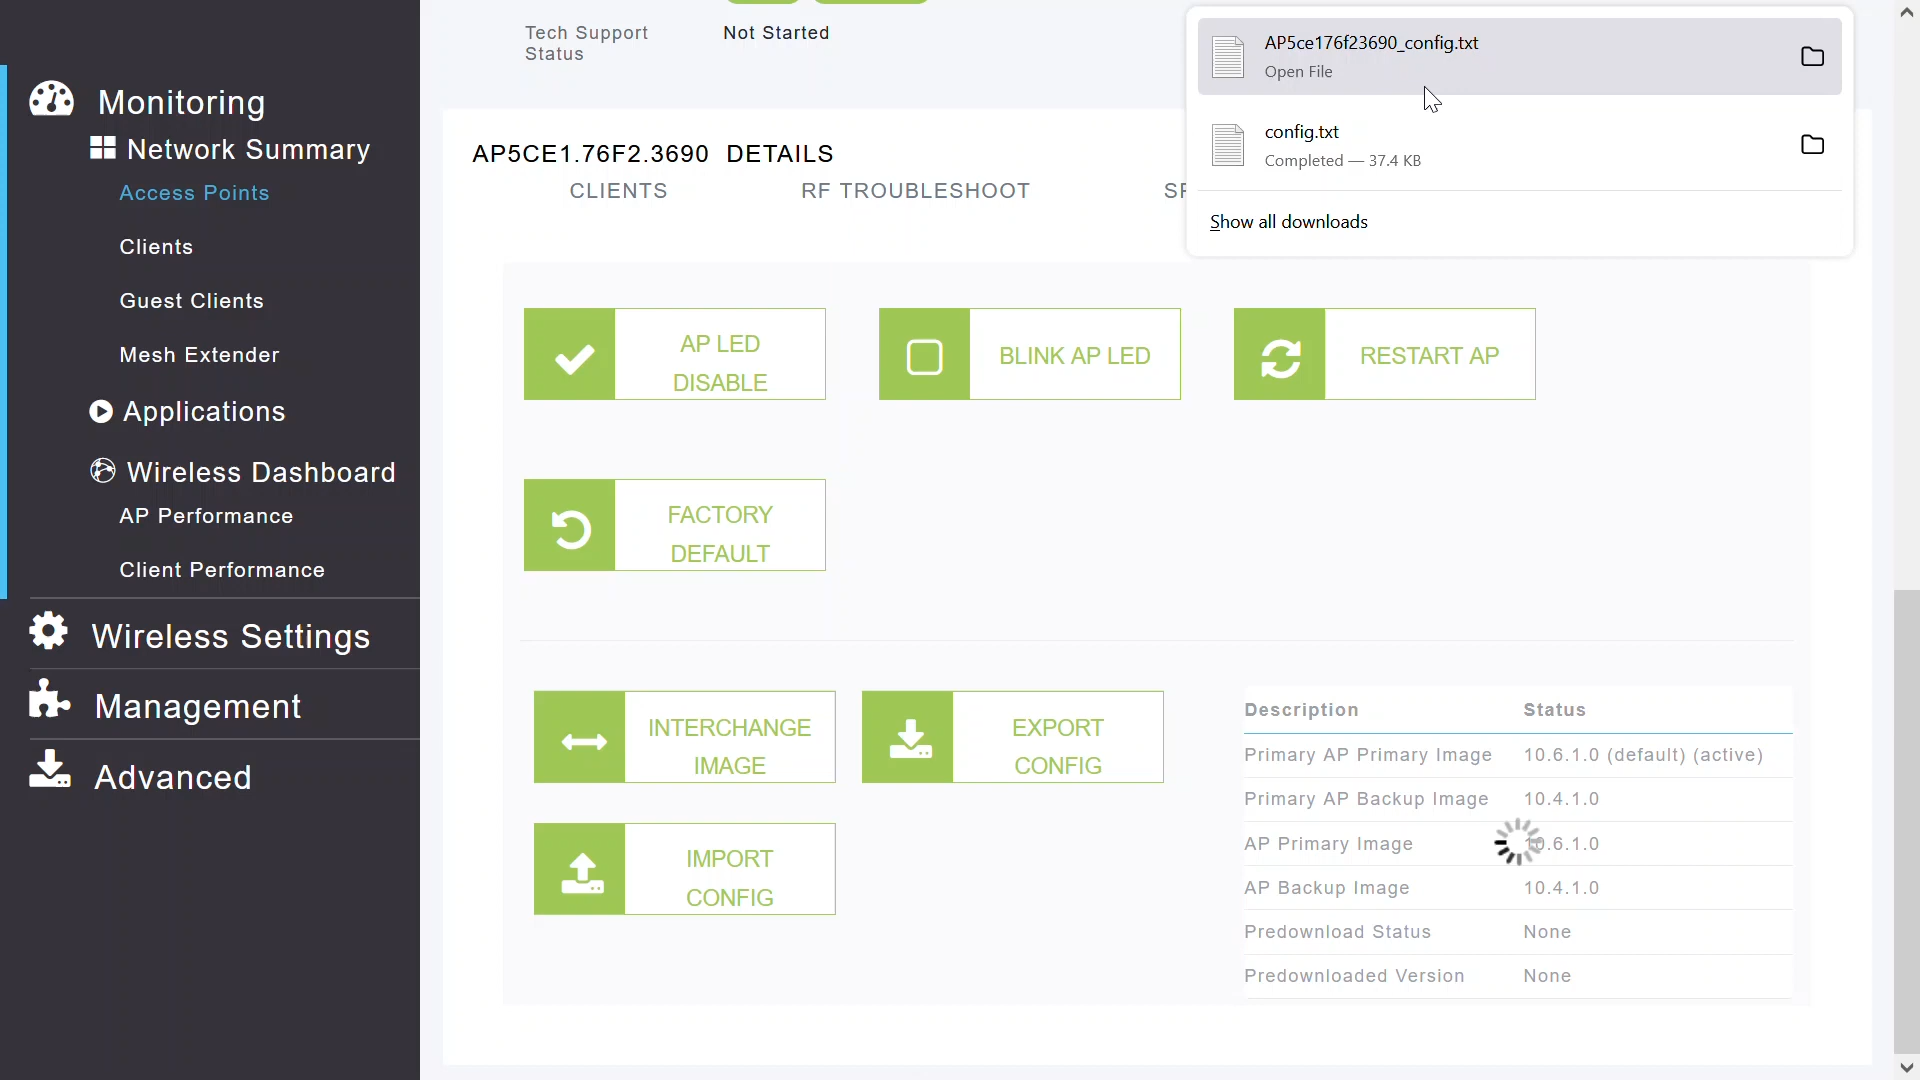 Tech Support
Status
Not Started
AP5ce176f23690_config.txt
Open File
config.txt
Completed — 37.4 KB
Show all downloads
Monitoring
Network Summary
Access Points
Clients
Guest Clients
Mesh Extender
Applications
Wireless Dashboard
AP Performance
Client Performance
Wireless Settings
Management
Advanced
AP5CE1.76F2.3690 DETAILS
CLIENTS
RF TROUBLESHOOT
AP LED
DISABLE
BLINK AP LED
RESTART AP
FACTORY
DEFAULT
INTERCHANGE
IMAGE
EXPORT
CONFIG
IMPORT
CONFIG
Description Status
Primary AP Primary Image 10.6.1.0 (default) (active)
Primary AP Backup Image 10.4.1.0
AP Primary Image 10.6.1.0
AP Backup Image 10.4.1.0
Predownload Status None
Predownloaded Version None